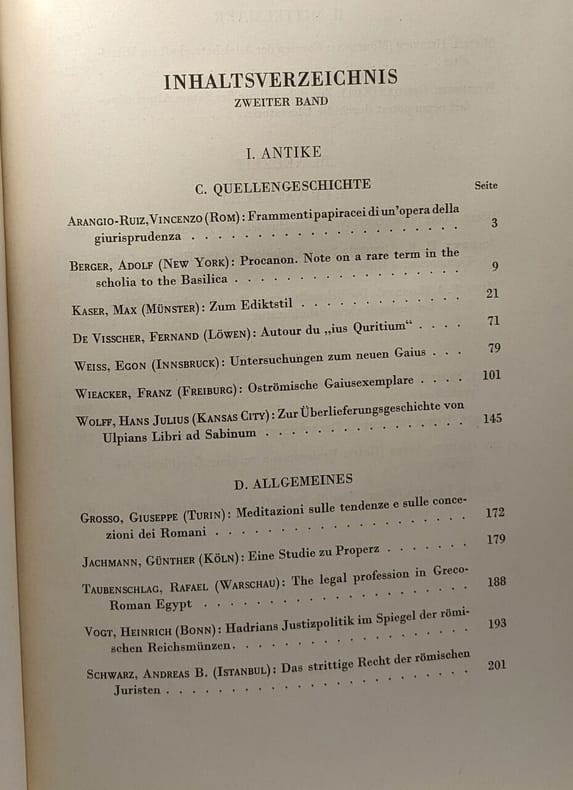 INHALTSVERZEICHNIS
ZWEITER BAND
I. ANTIKE
C. QUELLENGESCHICHTE
Seite
ARANGIO-RUIZ, VINCENZO (ROM): Frammenti papiracei di un'opera della
giurisprudenza . . . . . . . . . . . . . . . . . . . 3
BERGER, ADOLF (NEW YORK): Procanon. Note on a rare term in the
scholia to the Basilica . . . . . . . . . . . . . . . . 9
KASER, MAX (MÜNSTER): Zum Ediktstil . . . . . . . . . . . 21
DE VISSCHER, FERNAND (LÖWEN): Autour du „ius Quritium“ . . . . 71
WEISS, EGON (INNSBRUCK): Untersuchungen zum neuen Gaius . . . 79
WIEACKER, FRANZ (FREIBURG): Oströmische Gaiusexemplare . . . . 101
WOLFF, HANS JULIUS (KANSAS CITY): Zur Überlieferungsgeschichte von
Ulpians Libri ad Sabinum . . . . . . . . . . . . . . 145
D. ALLGEMEINES
GROSSO, GIUSEPPE (TURIN): Meditazioni sulle tendenze e sulle conce-
zioni dei Romani . . . . . . . . . . . . . . . . . 172
JACHMANN, GÜNTHER (KÖLN): Eine Studie zu Properz . . . . . . . 179
TAUBENSCHLAG, RAFAEL (WARSCHAU): The legal profession in Greco-
Roman Egypt . . . . . . . . . . . . . . . . . . 188
VOGT, HEINRICH (BONN): Hadrians Justizpolitik im Spiegel der römi-
schen Reichsmünzen. . . . . . . . . . . . . . . . . 193
SCHWARZ, ANDREAS B. (ISTANBUL): Das strittige Recht der römischen
Juristen . . . . . . . . . . . . . . . . . . . . 201